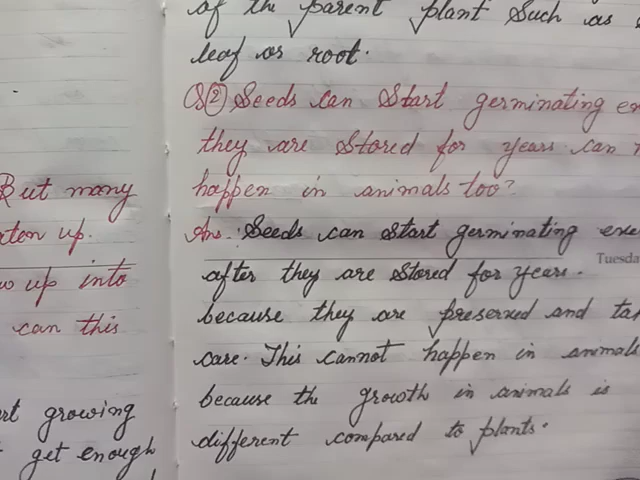 of the parent plant such as
leaf or root.
Q(2) Seeds can start germinating
they are stored for years can
happen in animals too?
Ans. Seeds can start germinating
Tuesda
after they are stored for years.
because they are preserved and
care. This cannot happen in animals
because the growth in animals is
different compared to plants.
But many
up.
up into
can this
growing
get enough